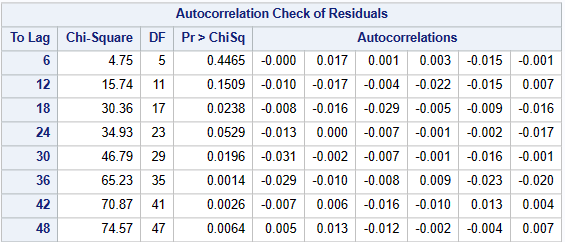 Autocorrelation Check of Residuals
To Lag Chi-Square DF Pr > ChiSq Autocorrelations
6 4.75 5 0.4465 -0.000 0.017 0.001 0.003 -0.015 -0.001
12 15.74 11 0.1509 -0.010 -0.017 -0.004 -0.022 -0.015 0.007
18 30.36 17 0.0238 -0.008 -0.016 -0.029 -0.005 -0.009 -0.016
24 34.93 23 0.0529 -0.013 0.000 -0.007 -0.001 -0.002 -0.017
30 46.79 29 0.0196 -0.031 -0.002 -0.007 -0.001 -0.016 -0.001
36 65.23 35 0.0014 -0.029 -0.010 -0.008 0.009 -0.023 -0.020
42 70.87 41 0.0026 -0.007 0.006 -0.016 -0.010 0.013 0.004
48 74.57 47 0.0064 0.005 0.013 -0.012 -0.002 -0.004 0.007